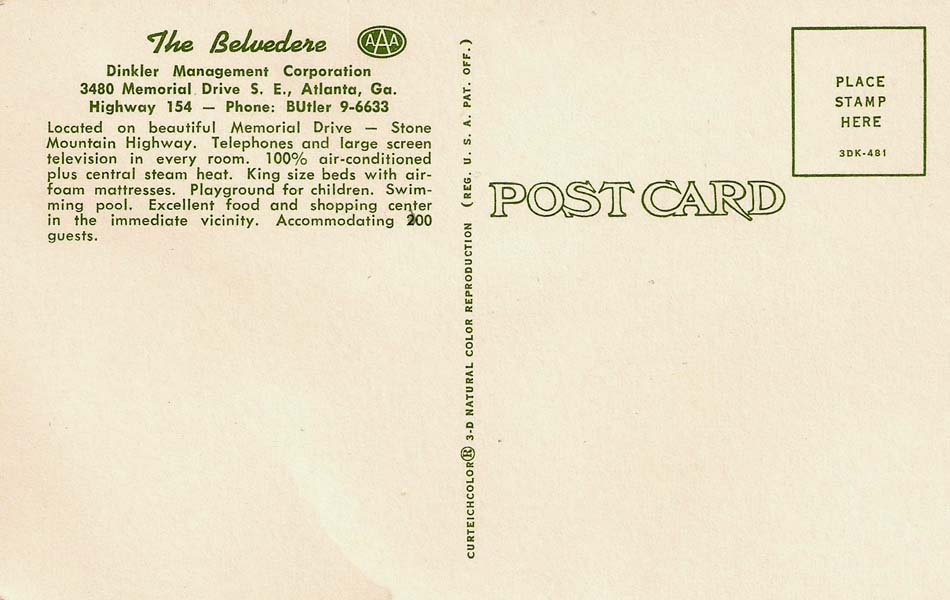 The Belvedere AAA
Dinkler Management Corporation
3480 Memorial Drive S. E., Atlanta, Ga.
Highway 154 — Phone: BUtler 9-6633
Located on beautiful Memorial Drive — Stone
Mountain Highway. Telephones and large screen
television in every room. 100% air-conditioned
plus central steam heat. King size beds with air-
foam mattresses. Playground for children. Swim-
ming pool. Excellent food and shopping center
in the immediate vicinity. Accommodating 200
guests.
CURTEICHCOLOR® 3-D NATURAL COLOR REPRODUCTION (REG. U. S. A. PAT. OFF.)
POST CARD
PLACE
STAMP
HERE
3DK-481